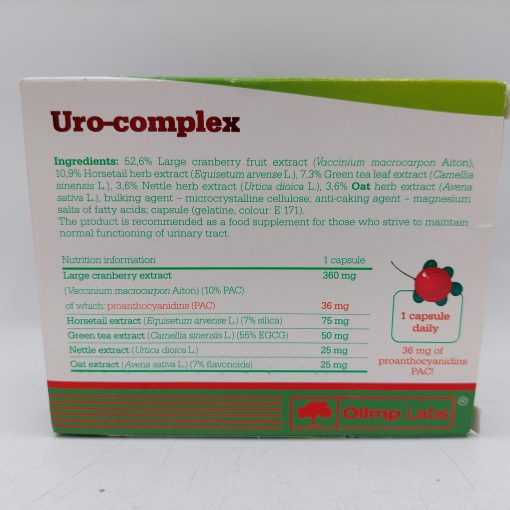 Uro-complex
Ingredients: 52,6% Large cranberry fruit extract (Vaccinium macrocarpon Aiton),
10,9% Horsetail herb extract (Equisetum arvense L.), 7,3% Green tea leaf extract (Camellia
sinensis L.), 3,6% Nettle herb extract (Urtica dioica L.), 3,6% Oat herb extract (Avena
sativa L.), bulking agent – microcrystalline cellulose; anti-caking agent – magnesium
salts of fatty acids; capsule (gelatine, colour: E 171).
The product is recommended as a food supplement for those who strive to maintain
normal functioning of urinary tract.
Nutrition information 1 capsule
Large cranberry extract 360 mg
(Vaccinium macrocarpon Aiton) (10% PAC)
of which: proanthocyanidins (PAC) 36 mg
Horsetail extract (Equisetum arvense L.) (7% silica) 75 mg
Green tea extract (Camellia sinensis L.) (55% EGCG) 50 mg
Nettle extract (Urtica dioica L.) 25 mg
Oat extract (Avena sativa L.) (7% flavonoids) 25 mg
1 capsule
daily
36 mg of
proanthocyanidins
PAC!
Olimp Labs®